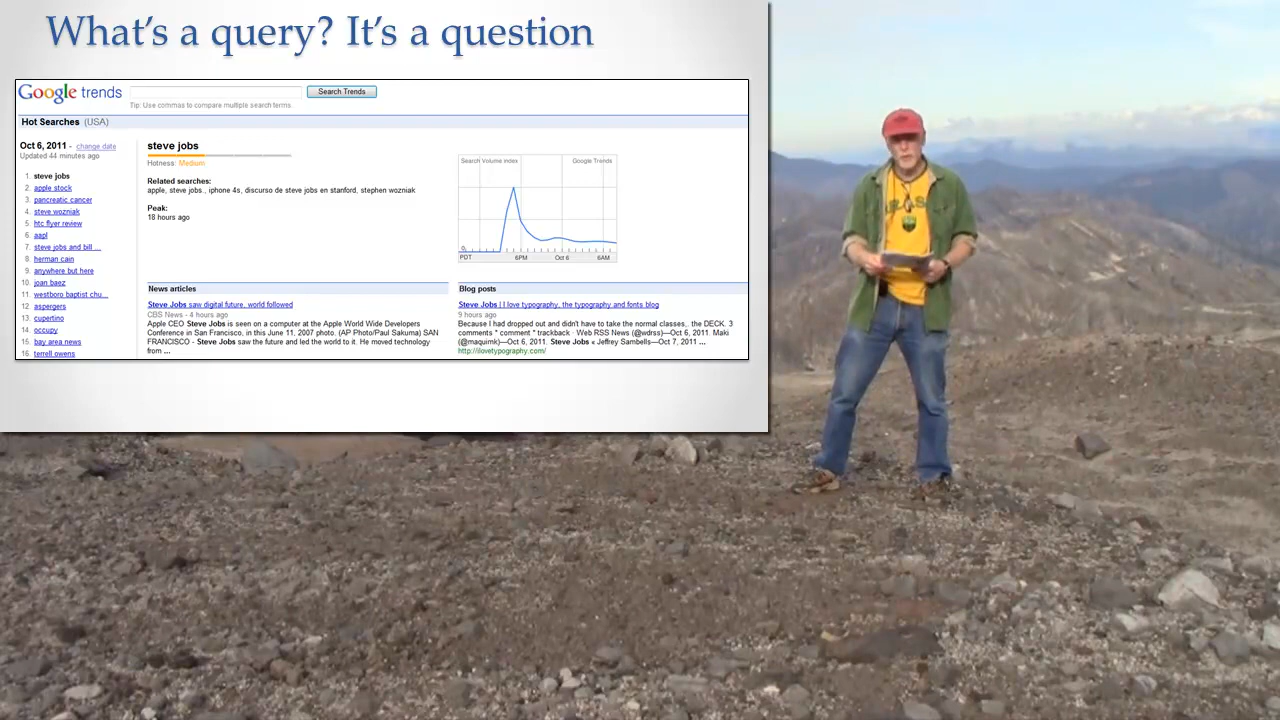 What's a query? It's a question
Google trends
Search Trends
Tip: Use commas to compare multiple search terms.
Hot Searches (USA)
Oct 6, 2011 - change date
Updated 44 minutes ago
1. steve jobs
2. apple stock
3. pancreatic cancer
4. steve wozniak
5. htc flyer review
6. aapl
7. steve jobs and bill ...
8. herman cain
9. anywhere but here
10. joan baez
11. westboro baptist chu...
12. aspergers
13. cupertino
14. occupy
15. bay area news
16. terrell owens
steve jobs
Hotness: Medium
Related searches:
apple, steve jobs., iphone 4s, discurso de steve jobs en stanford, stephen wozniak
Peak:
18 hours ago
Search Volume index Google Trends
0
PDT 6PM Oct 6 6AM
News articles
Steve Jobs saw digital future, world followed
CBS News - 4 hours ago
Apple CEO Steve Jobs is seen on a computer at the Apple World Wide Developers
Conference in San Francisco, in this June 11, 2007 photo. (AP Photo/Paul Sakuma) SAN
FRANCISCO - Steve Jobs saw the future and led the world to it. He moved technology
from ...
Blog posts
Steve Jobs | I love typography, the typography and fonts blog
9 hours ago
Because I had dropped out and didn't have to take the normal classes.. the DECK. 3
comments * comment * trackback · Web RSS News (@wdrss)—Oct 6, 2011. Maki
(@maquimk)—Oct 6, 2011. Steve Jobs « Jeffrey Sambells—Oct 7, 2011 ...
http://ilovetypography.com/